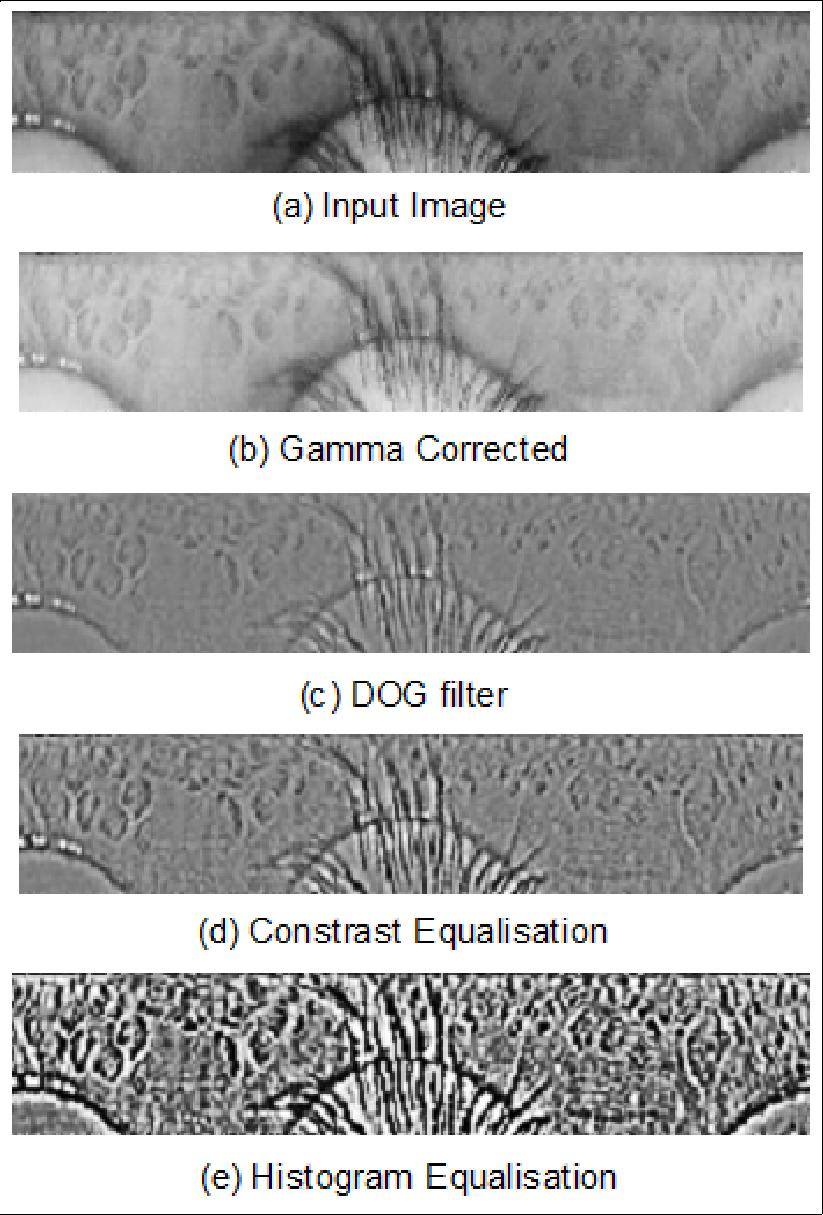 (a) Input Image
(b) Gamma Corrected
(c) DOG filter
(d) Constrast Equalisation
(e) Histogram Equalisation